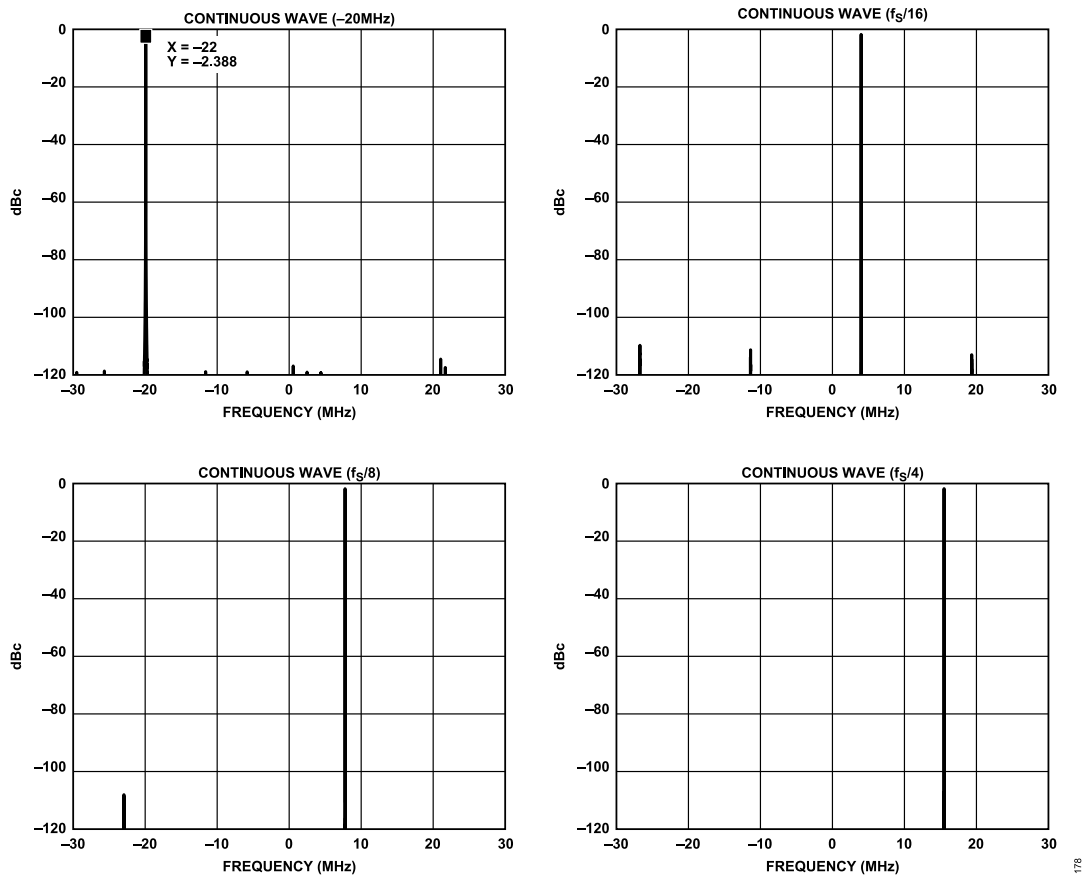 CONTINUOUS WAVE (–20MHz)
X = –22
Y = –2.388
0
–20
–40
–60
–80
–100
–120
dBc
–30 –20 –10 0 10 20 30
FREQUENCY (MHz)
CONTINUOUS WAVE (fS/16)
0
–20
–40
–60
–80
–100
–120
dBc
–30 –20 –10 0 10 20 30
FREQUENCY (MHz)
CONTINUOUS WAVE (fS/8)
0
–20
–40
–60
–80
–100
–120
dBc
–30 –20 –10 0 10 20 30
FREQUENCY (MHz)
CONTINUOUS WAVE (fS/4)
0
–20
–40
–60
–80
–100
–120
dBc
–30 –20 –10 0 10 20 30
FREQUENCY (MHz)
178